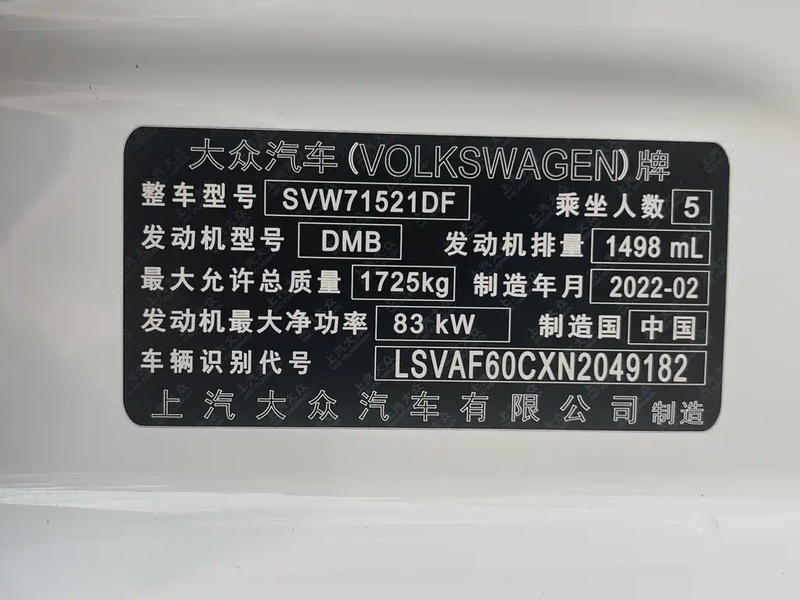 大众汽车(VOLKSWAGEN)牌
整车型号 SVW71521DF 乘坐人数 5
发动机型号 DMB 发动机排量 1498 mL
最大允许总质量 1725kg 制造年月 2022-02
发动机最大净功率 83 kW 制造国 中国
车辆识别代号 LSVAF60CXN2049182
上汽大众汽车有限公司 制造